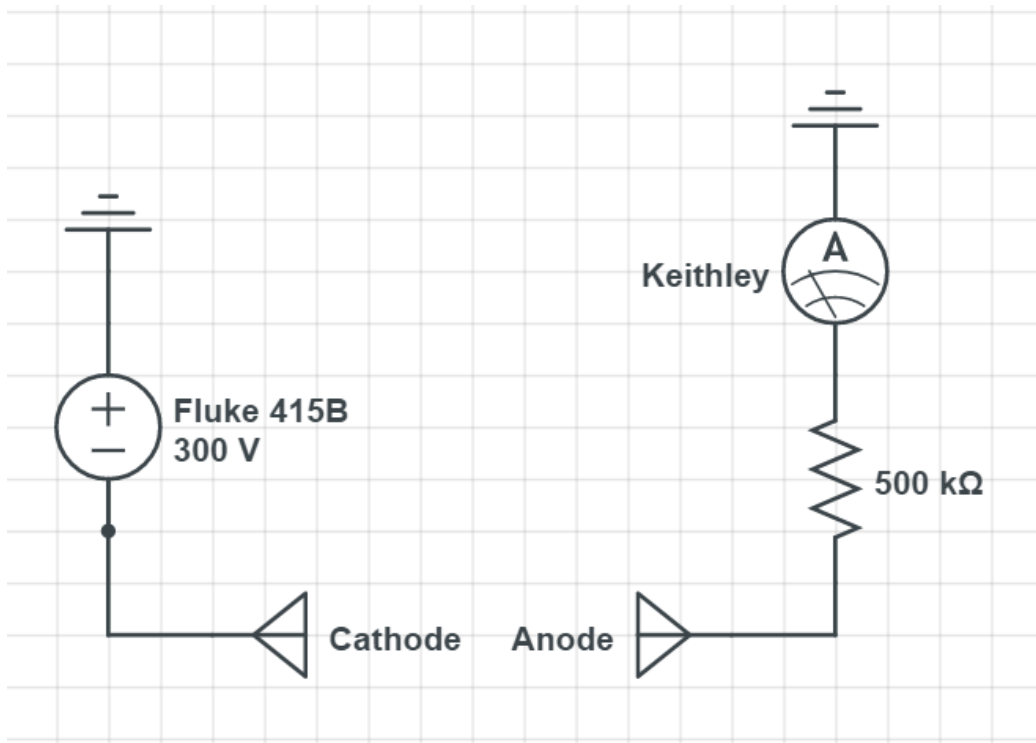 A
Keithley
Fluke 415B
300 V
500 kΩ
Cathode
Anode